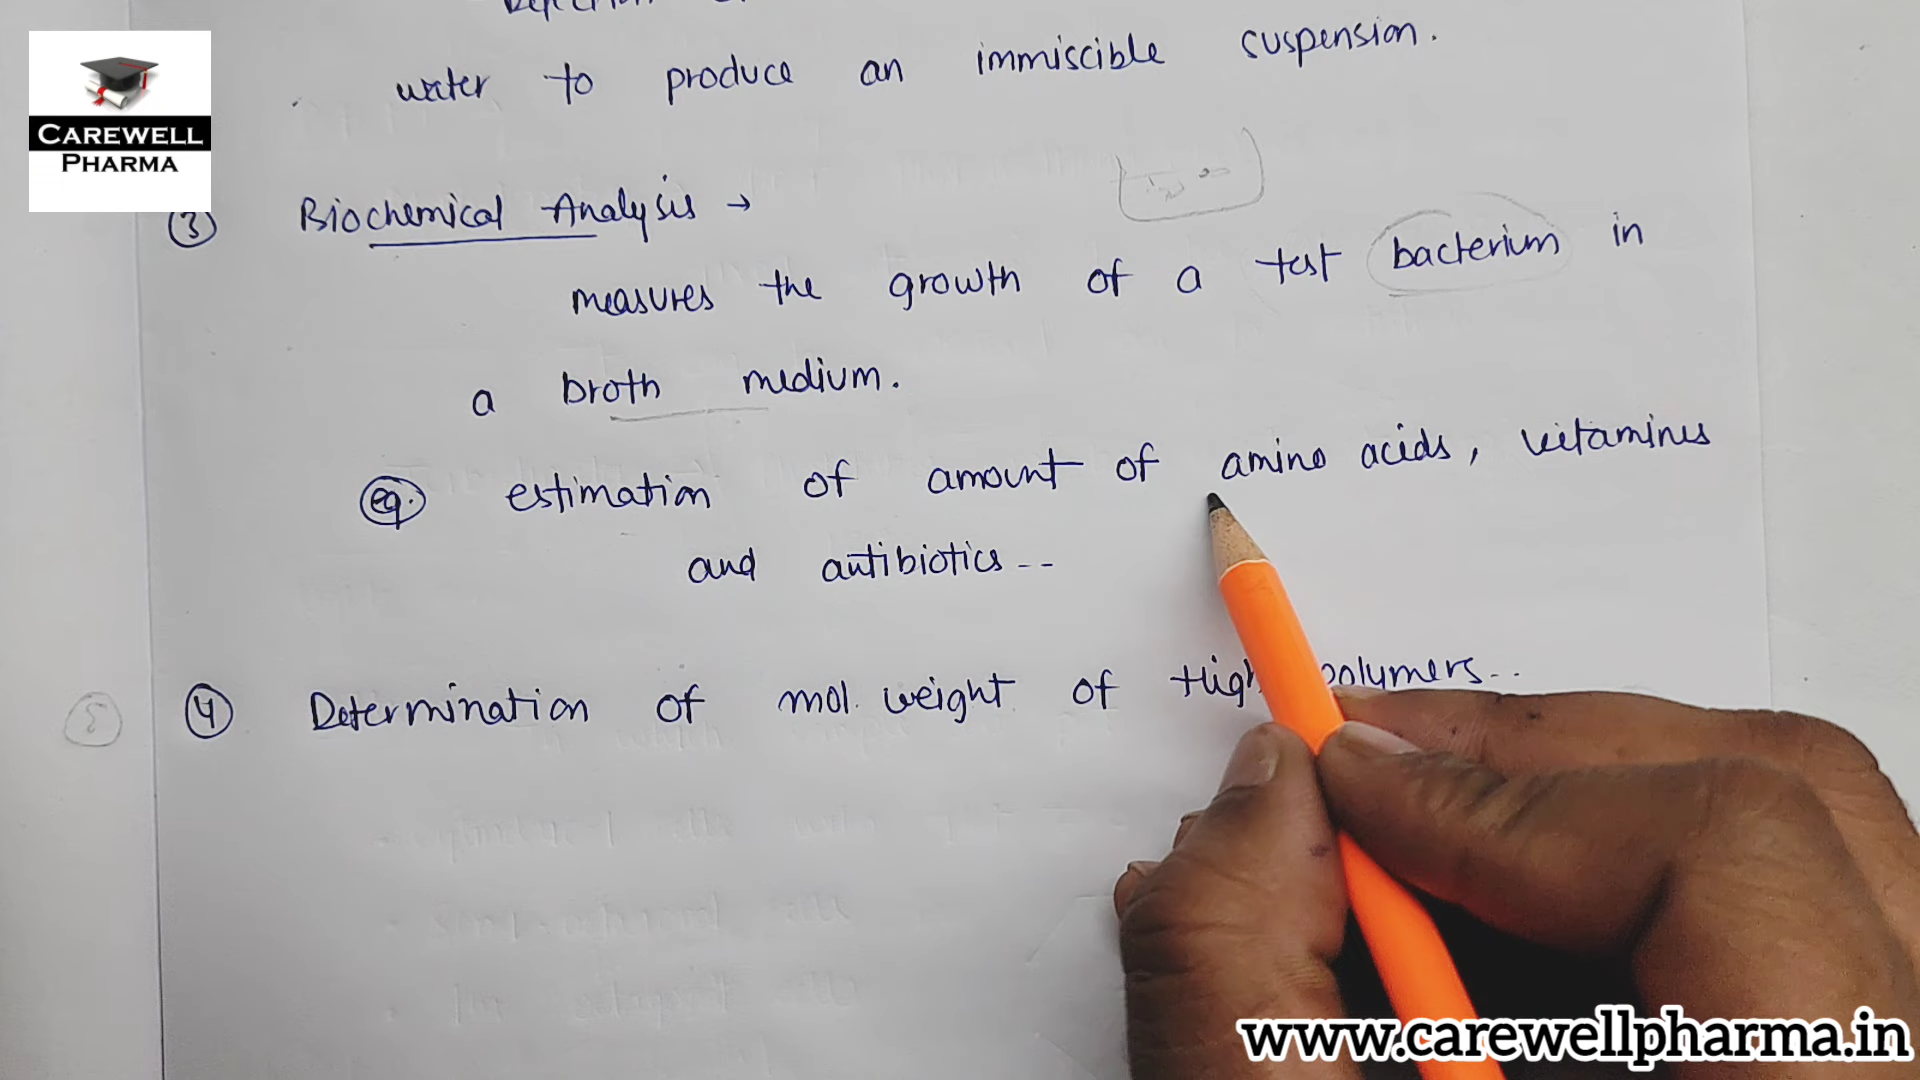 water to produce an immiscible suspension.
CAREWELL
PHARMA
③ Biochemical Analysis →
measures the growth of a test bacterium in
a broth medium.
eg. estimation of amount of amino acids, vitamins
and antibiotics--
④ Determination of mol. weight of High polymers...
5
www.carewellpharma.in